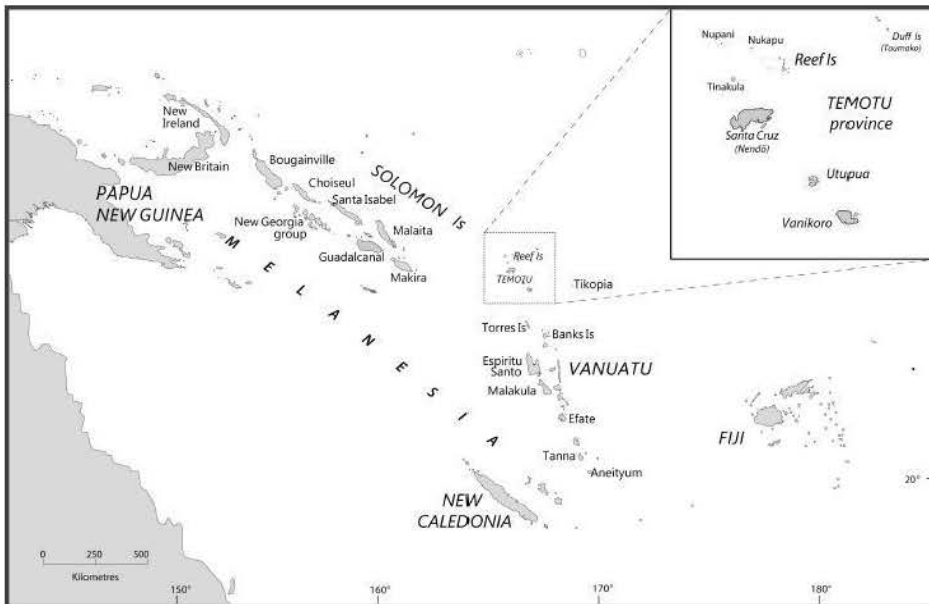 Nupani
Nukapu
Duff Is
(Taumako)
Reef Is
Tinakula
TEMOTU
province
Santa Cruz
(Nendö)
Utupua
Vanikoro
New
Ireland
New Britain
Bougainville
Choiseul
Santa Isabel
SOLOMON Is
PAPUA
NEW GUINEA
New Georgia
group
Malaita
Guadalcanal
Makira
MELANESIA
Reef Is
TEMOTU
Tikopia
Torres Is
Banks Is
Espiritu
Santo
VANUATU
Malakula
Efate
FIJI
Tanna
Aneityum
20°
NEW
CALEDONIA
0 250 500
Kilometres
150°
160°
170°
180°